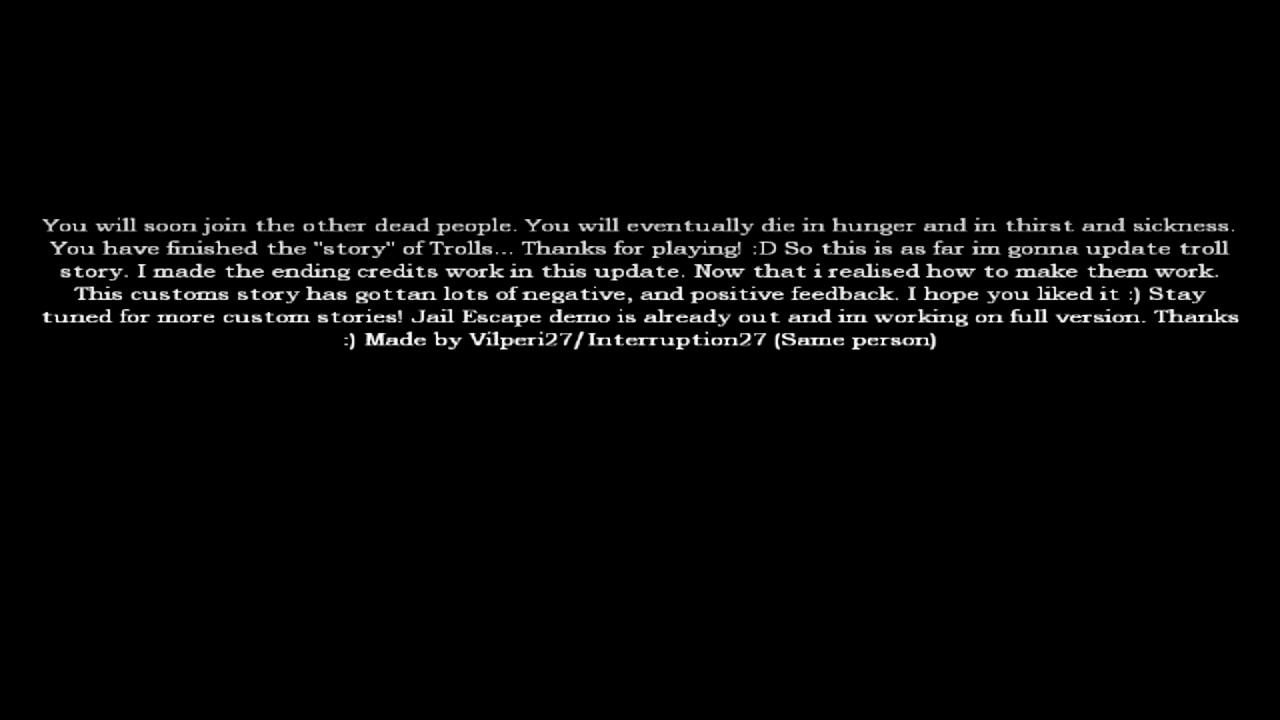 You will soon join the other dead people. You will eventually die in hunger and in thirst and sickness.
You have finished the "story" of Trolls... Thanks for playing! :D So this is as far im gonna update troll
story. I made the ending credits work in this update. Now that i realised how to make them work.
This customs story has gottan lots of negative, and positive feedback. I hope you liked it :) Stay
tuned for more custom stories! Jail Escape demo is already out and im working on full version. Thanks
:) Made by Vilperi27/Interruption27 (Same person)